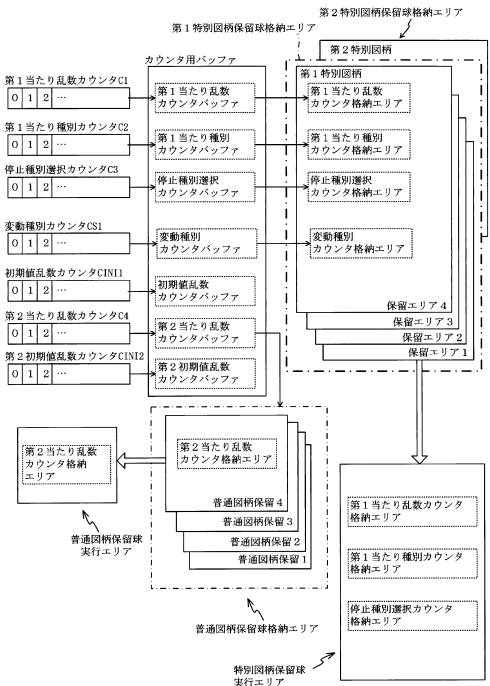 第2特別図柄保留球格納エリア
第1特別図柄保留球格納エリア
第2特別図柄
カウンタ用バッファ
第1特別図柄
第1当たり乱数カウンタC1
0 1 2 …
第1当たり乱数
カウンタバッファ
第1当たり乱数
カウンタ格納エリア
第1当たり種別カウンタC2
0 1 2 …
第1当たり種別
カウンタバッファ
第1当たり種別
カウンタ格納エリア
停止種別選択カウンタC3
0 1 2 …
停止種別選択
カウンタバッファ
停止種別選択
カウンタ格納エリア
変動種別カウンタCS1
0 1 2 …
変動種別
カウンタバッファ
変動種別
カウンタ格納エリア
初期値乱数カウンタCINI1
0 1 2 …
初期値乱数
カウンタバッファ
第2当たり乱数カウンタC4
0 1 2 …
第2当たり乱数
カウンタバッファ
第2初期値乱数カウンタCINI2
0 1 2 …
第2初期値乱数
カウンタバッファ
保留エリア4
保留エリア3
保留エリア2
保留エリア1
第2当たり乱数
カウンタ格納
エリア
第2当たり乱数
カウンタ格納エリア
普通図柄保留4
普通図柄保留3
普通図柄保留2
普通図柄保留1
普通図柄保留球
実行エリア
普通図柄保留球格納エリア
第1当たり乱数カウンタ
格納エリア
第1当たり種別カウンタ
格納エリア
停止種別選択カウンタ
格納エリア
特別図柄保留球
実行エリア